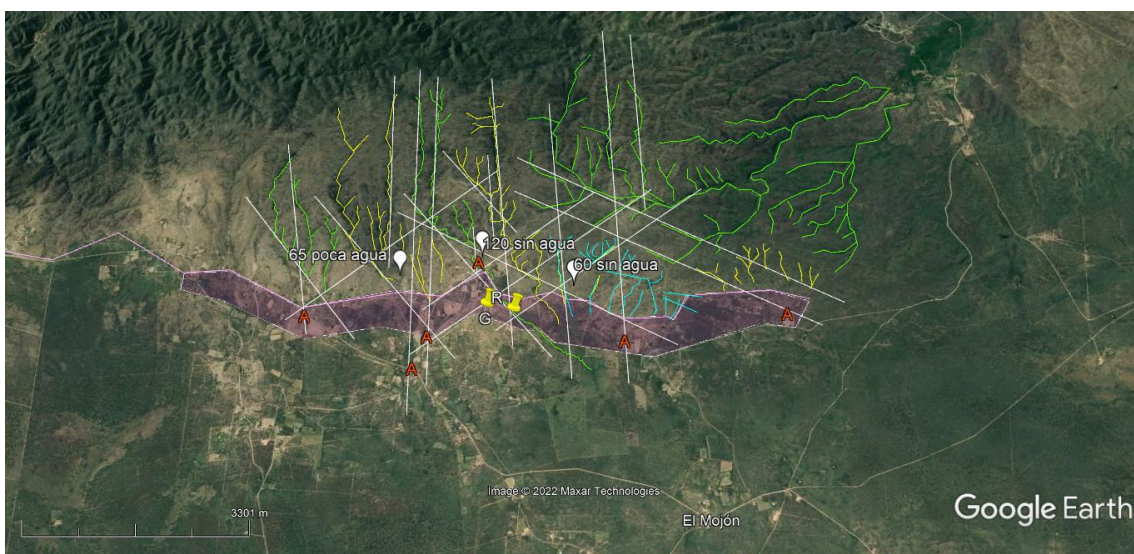 120 sin agua
65 poca agua
A
60 sin agua
R
A
G
A
A
A
A
Image © 2022 Maxar Technologies
3301 m
El Mojón
Google Earth